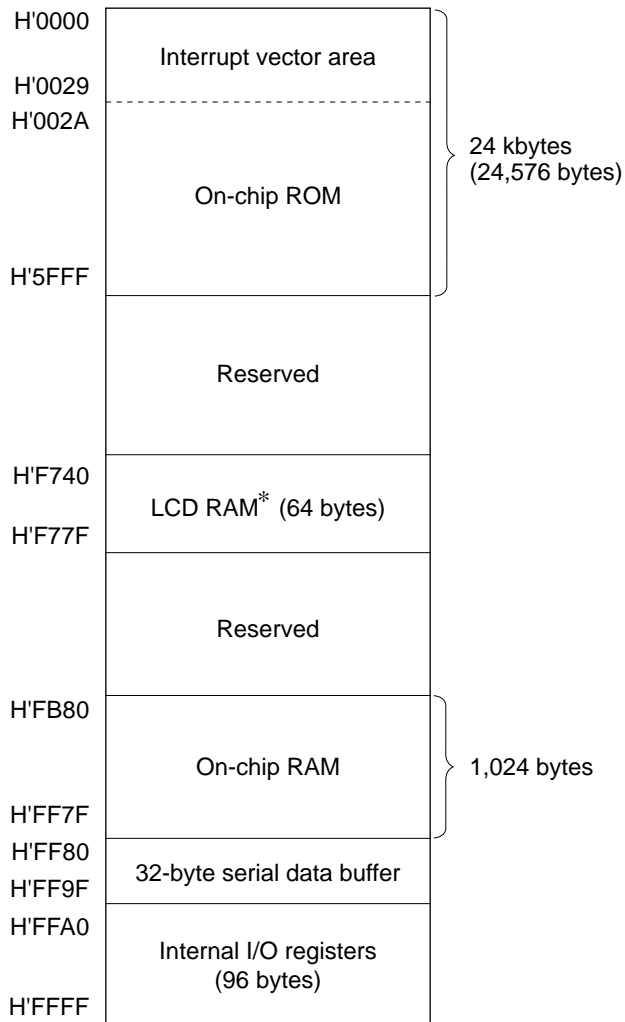 H'0000
Interrupt vector area
H'0029
H'002A
24 kbytes
(24,576 bytes)
On-chip ROM
H'5FFF
Reserved
H'F740
LCD RAM* (64 bytes)
H'F77F
Reserved
H'FB80
On-chip RAM
1,024 bytes
H'FF7F
H'FF80
32-byte serial data buffer
H'FF9F
H'FFA0
Internal I/O registers
(96 bytes)
H'FFFF